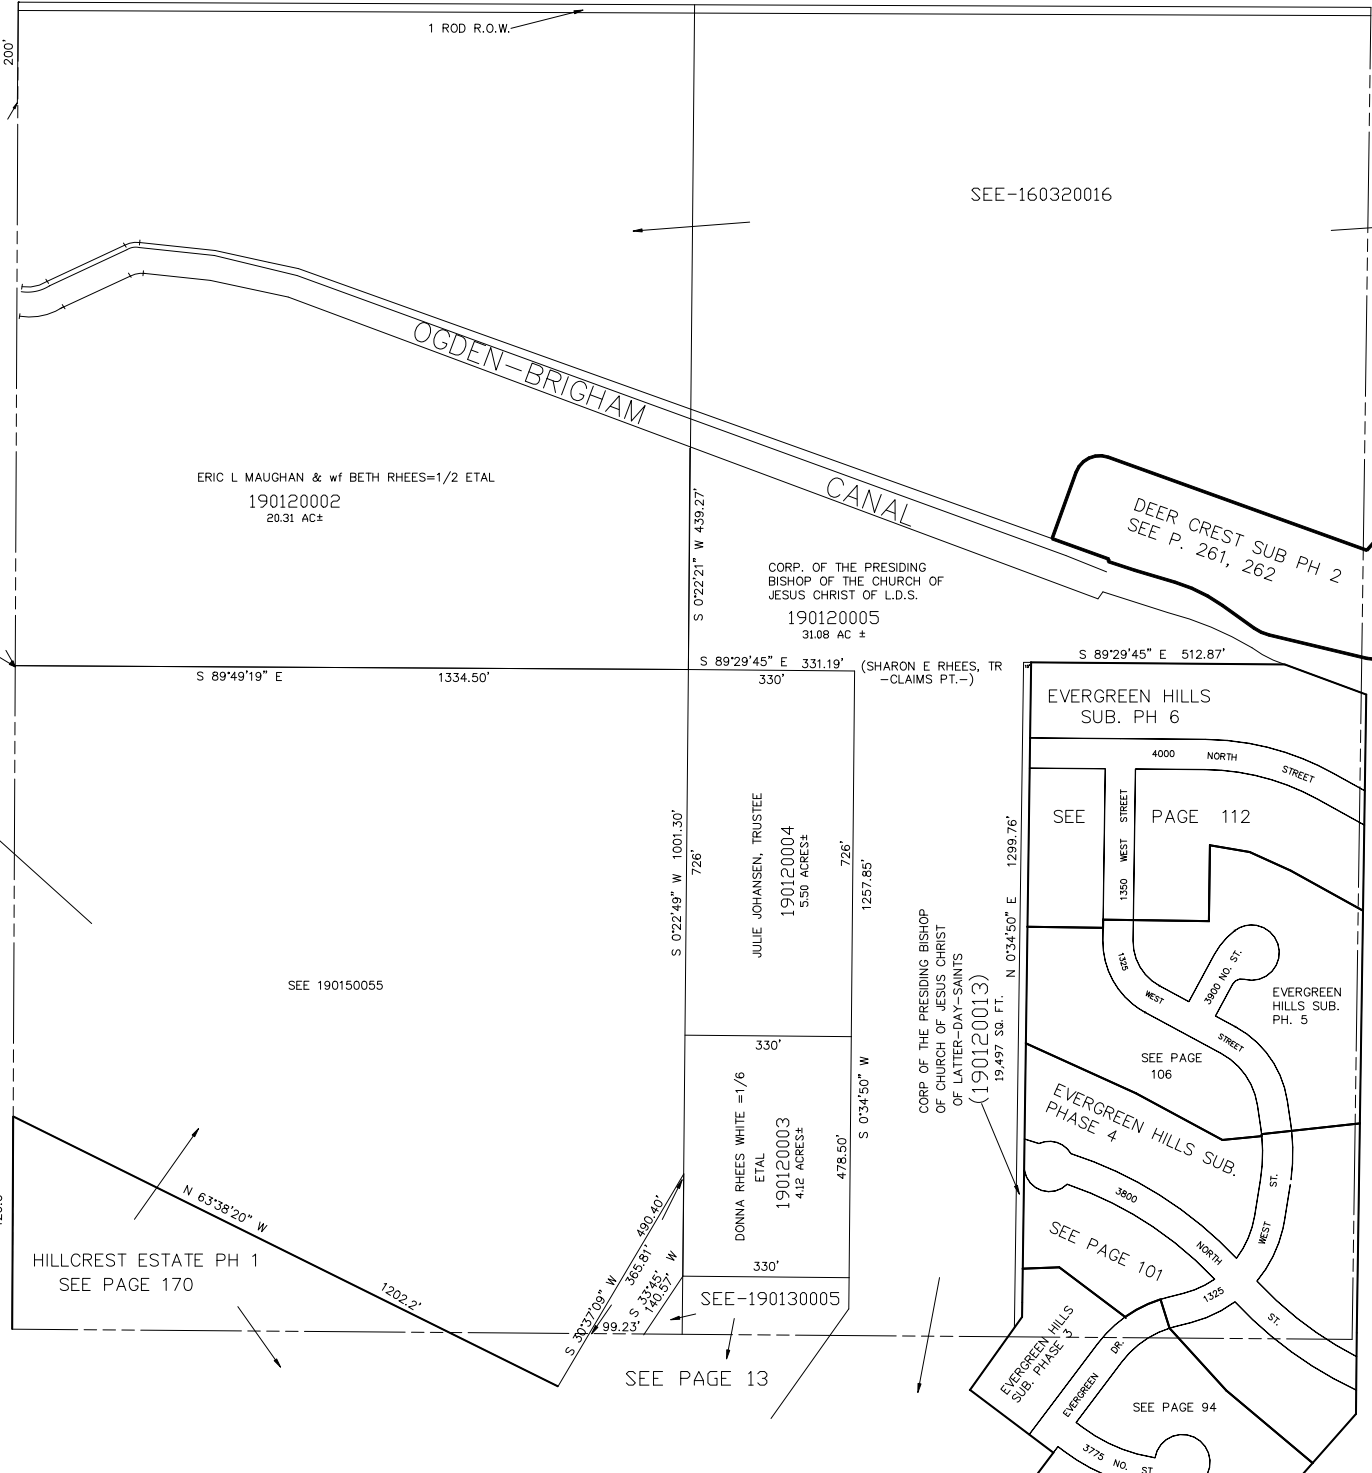 1 ROD R.O.W.
200'
SEE-160320016
OGDEN-BRIGHAM
CANAL
ERIC L MAUGHAN & wf BETH RHEES=1/2 ETAL
190120002
20.31 AC±
S 0°22'21" W 439.27'
DEER CREST SUB PH 2
SEE P. 261, 262
CORP. OF THE PRESIDING
BISHOP OF THE CHURCH OF
JESUS CHRIST OF L.D.S.
190120005
31.08 AC ±
S 89°29'45" E 331.19'
(SHARON E RHEES, TR
-CLAIMS PT.-)
S 89°29'45" E 512.87'
S 89°49'19" E 1334.50'
330'
EVERGREEN HILLS
SUB. PH 6
4000 NORTH STREET
SEE PAGE 112
1350 WEST STREET
S 0°22'49" W 1001.30'
726'
JULIE JOHANSEN, TRUSTEE
190120004
5.50 ACRES±
726'
1257.85'
N 0°34'50" E 1299.76'
CORP OF THE PRESIDING BISHOP
OF CHURCH OF JESUS CHRIST
OF LATTER-DAY-SAINTS
(190120013)
19,497 SQ. FT.
1325 WEST STREET
3900 NO. ST.
EVERGREEN
HILLS SUB.
PH. 5
SEE PAGE
106
SEE 190150055
330'
DONNA RHEES WHITE =1/6
ETAL
190120003
4.12 ACRES±
478.50'
S 0°34'50" W
EVERGREEN HILLS SUB.
PHASE 4
3800 NORTH ST.
WEST ST.
SEE PAGE 101
1325
N 63°38'20" W
1202.2'
HILLCREST ESTATE PH 1
SEE PAGE 170
490.40'
365.81'
S 30°37'09" W
S 33°45' W
140.57'
99.23'
330'
SEE-190130005
SEE PAGE 13
EVERGREEN HILLS
SUB. PHASE 3
EVERGREEN DR.
SEE PAGE 94
3775 NO. ST